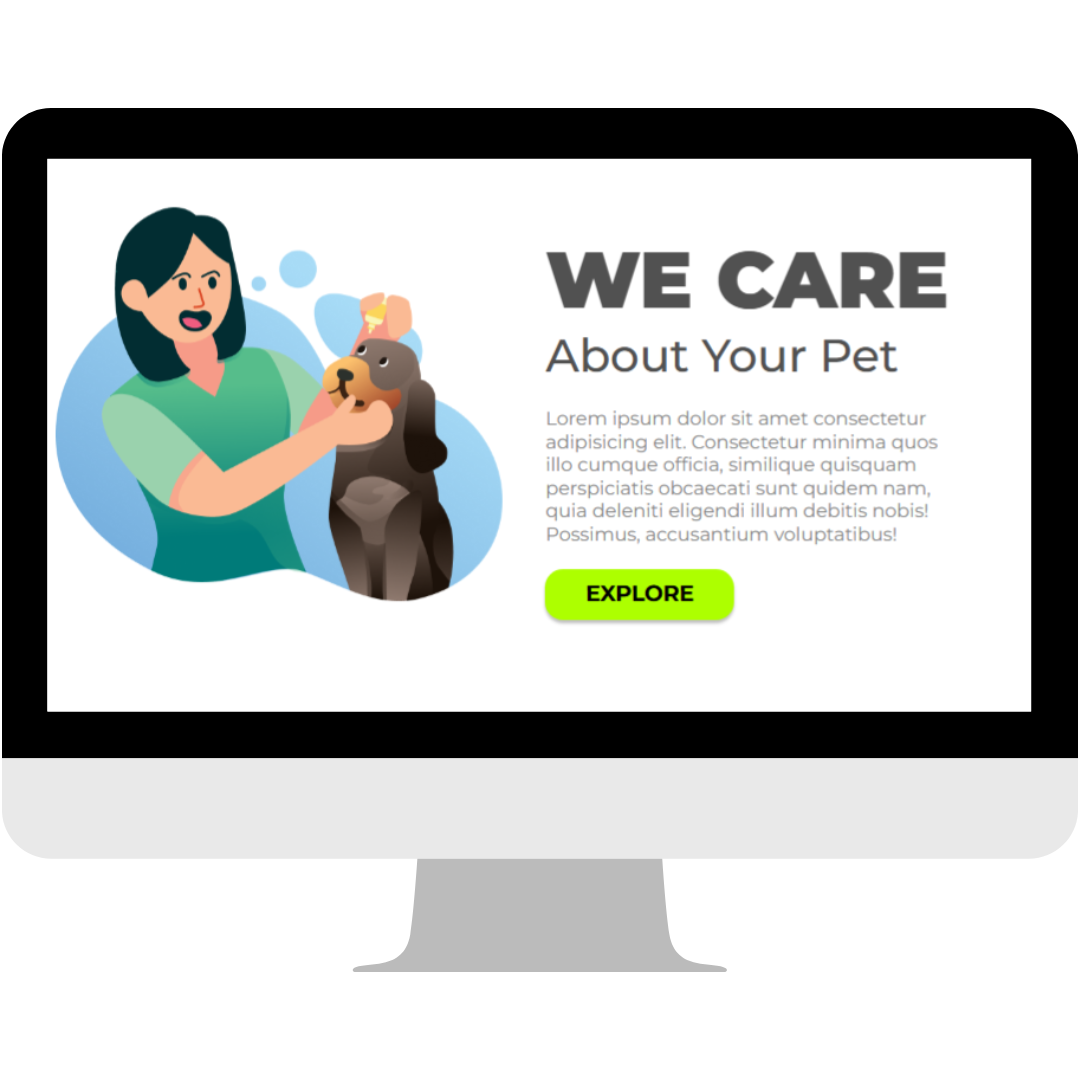 WE CARE
About Your Pet
Lorem ipsum dolor sit amet consectetur
adipisicing elit. Consectetur minima quos
illo cumque officia, similique quisquam
perspiciatis obcaecati sunt quidem nam,
quia deleniti eligendi illum debitis nobis!
Possimus, accusantium voluptatibus!
EXPLORE